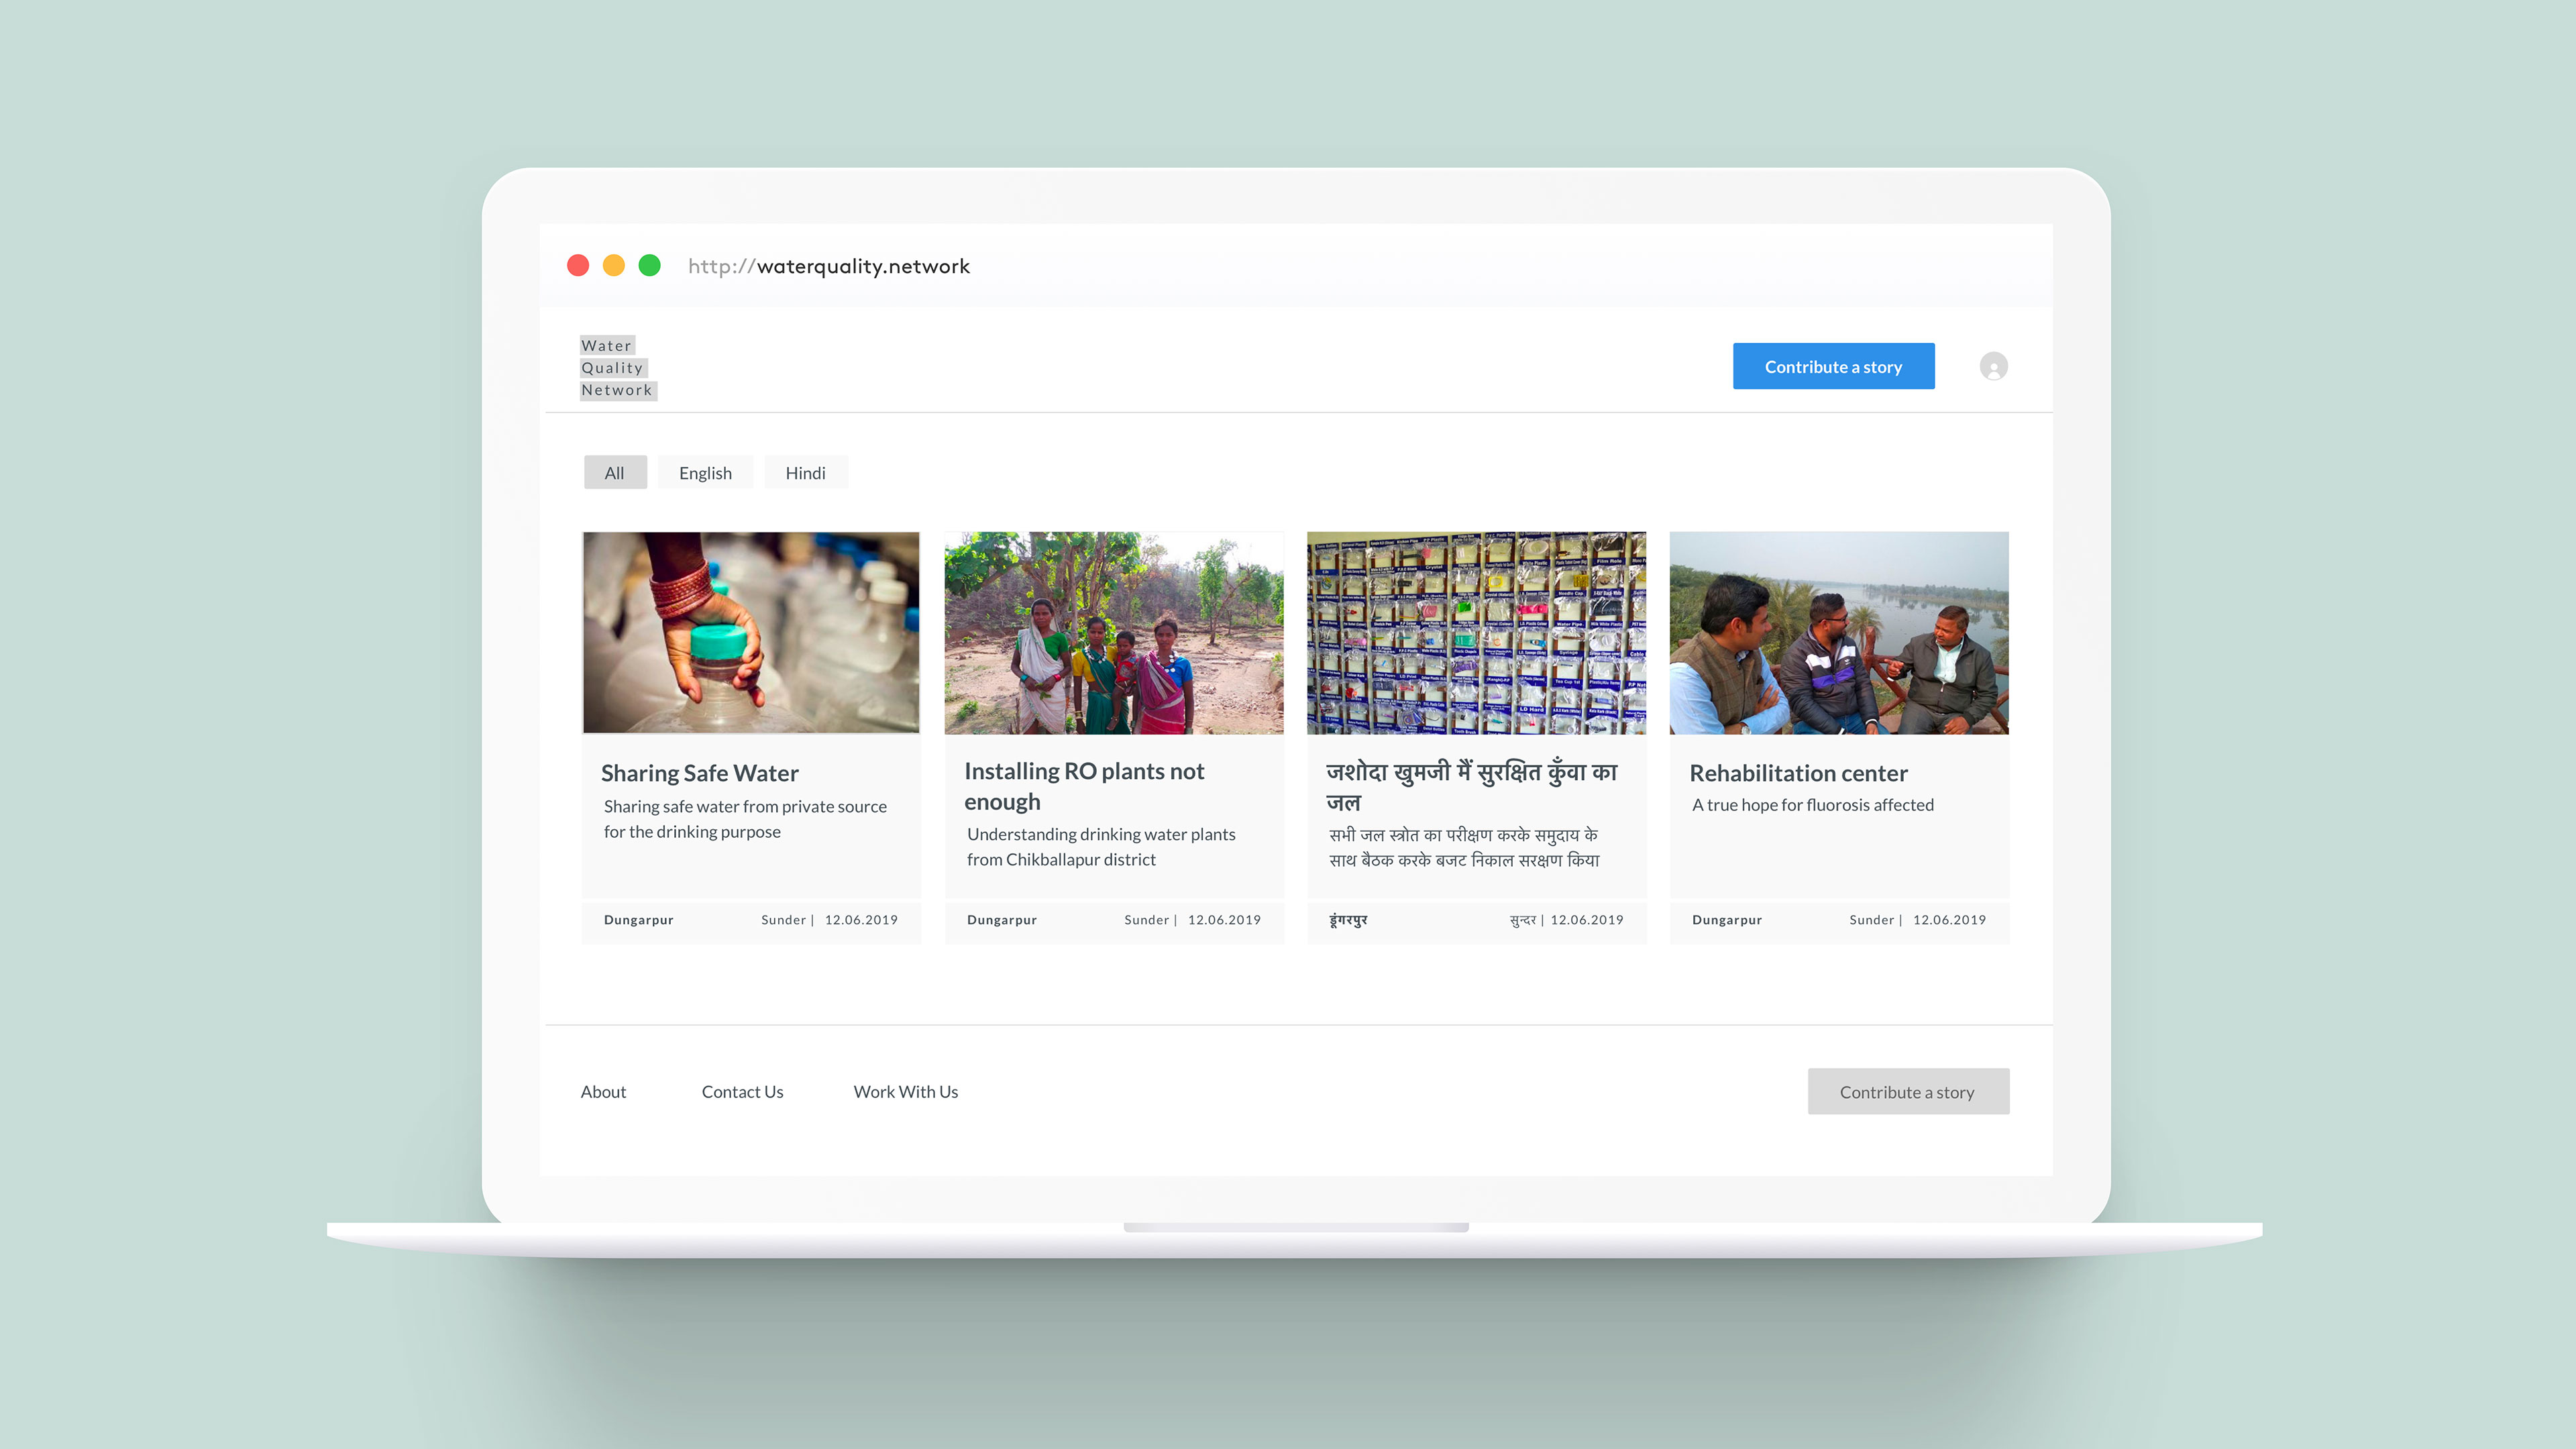 http://waterquality.network
Water
Quality
Network
Contribute a story
All
English
Hindi
Sharing Safe Water
Sharing safe water from private source
for the drinking purpose
Dungarpur
Sunder | 12.06.2019
Installing RO plants not
enough
Understanding drinking water plants
from Chikballapur district
Dungarpur
Sunder | 12.06.2019
जशोदा खुमजी मैं सुरक्षित कुँवा का
जल
सभी जल स्त्रोत का परीक्षण करके समुदाय के
साथ बैठक करके बजट निकाल सरक्षण किया
डूंगरपुर
सुन्दर | 12.06.2019
Rehabilitation center
A true hope for fluorosis affected
Dungarpur
Sunder | 12.06.2019
About
Contact Us
Work With Us
Contribute a story